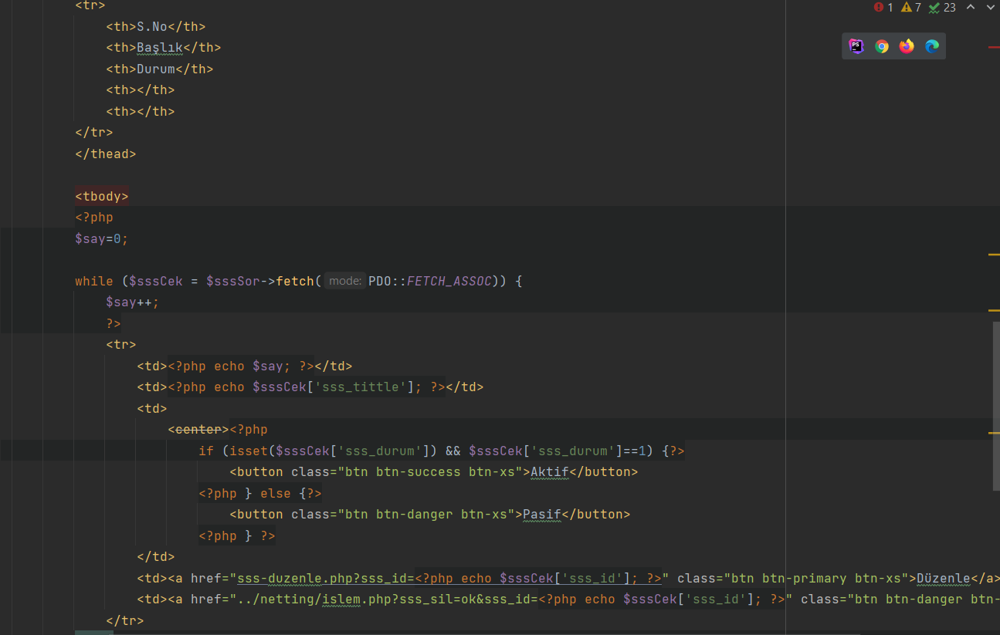 <tr>
1 7 23
<th>S.No</th>
<th>Başlık</th>
PS
<th>Durum</th>
<th></th>
<th></th>
</tr>
</thead>
<tbody>
<?php
$say=0;
while ($sssCek = $sssSor->fetch( mode: PDO::FETCH_ASSOC)) {
$say++;
?>
<tr>
<td><?php echo $say; ?></td>
<td><?php echo $sssCek['sss_tittle']; ?></td>
<td>
<center><?php
if (isset($sssCek['sss_durum']) && $sssCek['sss_durum']==1) {?>
<button class="btn btn-success btn-xs">Aktif</button>
<?php } else {?>
<button class="btn btn-danger btn-xs">Pasif</button>
<?php } ?>
</td>
<td><a href="sss-duzenle.php?sss_id=<?php echo $sssCek['sss_id']; ?>" class="btn btn-primary btn-xs">Düzenle</a>
<td><a href="../netting/islem.php?sss_sil=ok&sss_id=<?php echo $sssCek['sss_id']; ?>" class="btn btn-danger btn-
</tr>